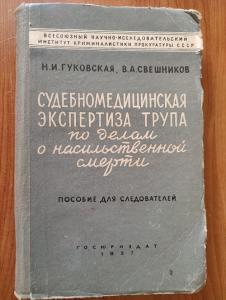 ВСЕСОЮЗНЫЙ НАУЧНО-ИССЛЕДОВАТЕЛЬСКИЙ
ИНСТИТУТ КРИМИНАЛИСТИКИ ПРОКУРАТУРЫ СССР
Н.И.ГУКОВСКАЯ, В.А.СВЕШНИКОВ
СУДЕБНОМЕДИЦИНСКАЯ
ЭКСПЕРТИЗА ТРУПА
по делам
о насильственной
смерти
ПОСОБИЕ ДЛЯ СЛЕДОВАТЕЛЕЙ
ГОСЮРИЗДАТ
1957